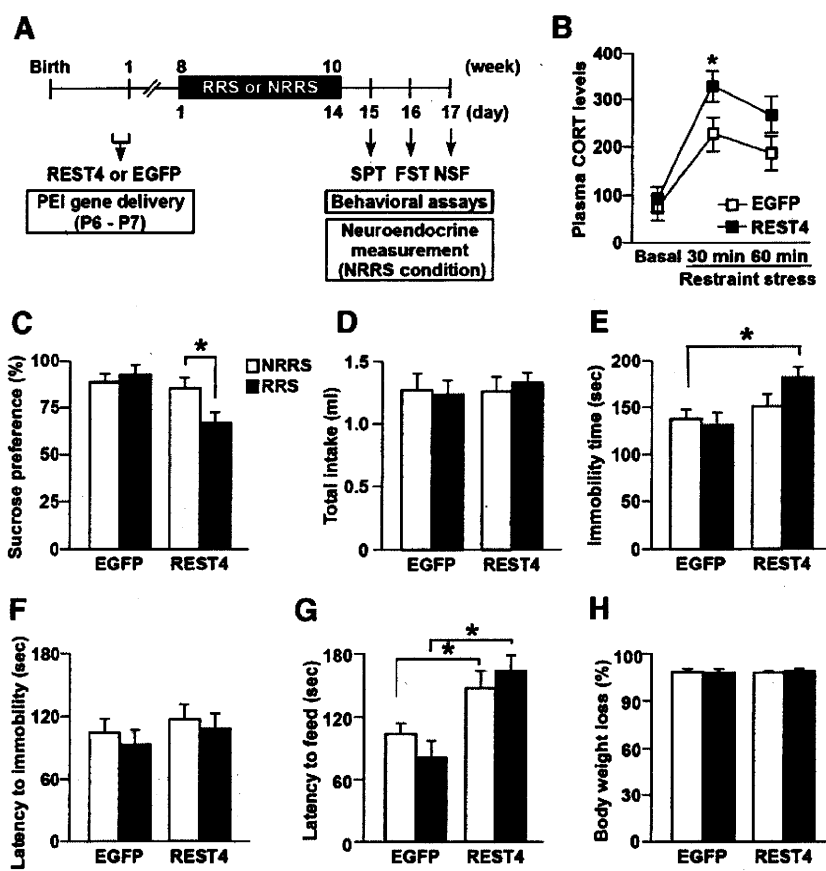 A
Birth 1 8 10 (week)
RRS or NRRS
1 14 15 16 17 (day)
REST4 or EGFP
PEI gene delivery
(P6 - P7)
SPT FST NSF
Behavioral assays
Neuroendocrine
measurement
(NRRS condition)
B
Plasma CORT levels
400
300
200
100
0
*
EGFP
REST4
Basal 30 min 60 min
Restraint stress
C
Sucrose preference (%)
100
75
50
25
0
*
NRRS
RRS
EGFP REST4
D
Total intake (ml)
1.5
1.0
0.5
0
EGFP REST4
E
Immobility time (sec)
200
150
100
50
0
*
EGFP REST4
F
Latency to immobility (sec)
180
120
60
0
EGFP REST4
G
Latency to feed (sec)
180
120
60
0
*
*
EGFP REST4
H
Body weight loss (%)
100
90
60
30
0
EGFP REST4